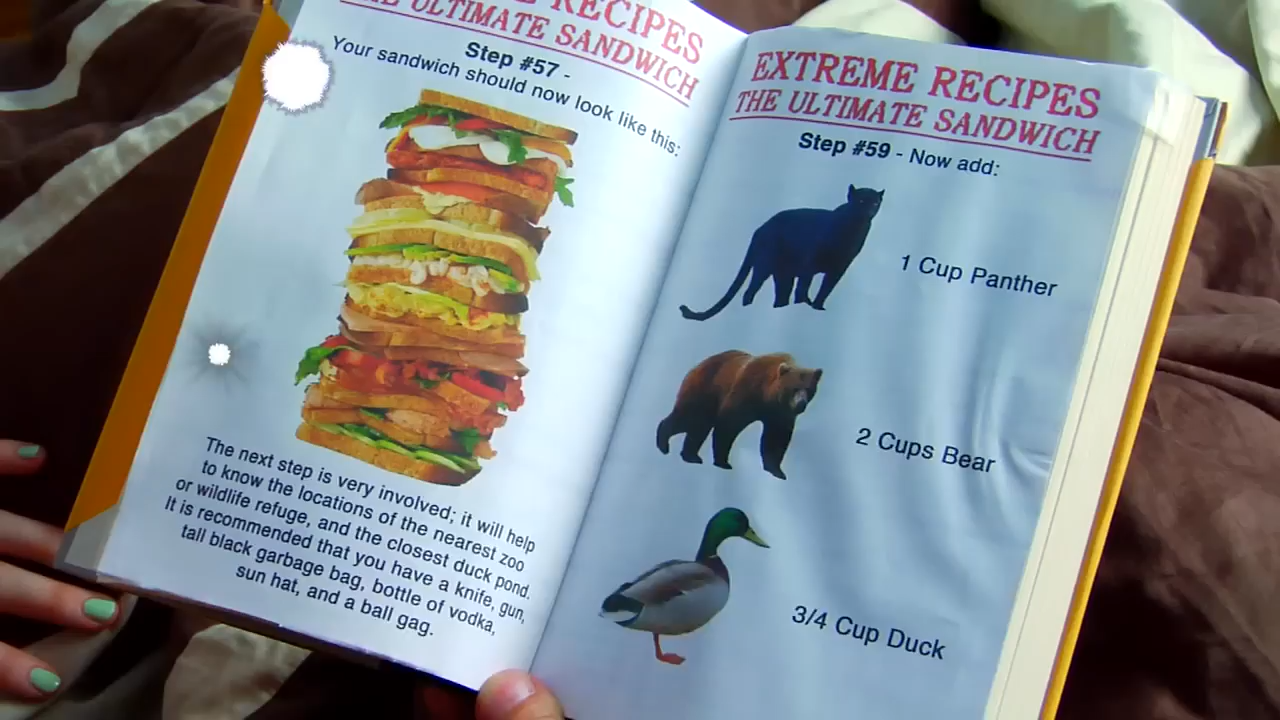 EXTREME RECIPES
THE ULTIMATE SANDWICH
Step #57 -
Your sandwich should now look like this:
The next step is very involved; it will help
to know the locations of the nearest zoo
or wildlife refuge, and the closest duck pond.
It is recommended that you have a knife, gun,
tall black garbage bag, bottle of vodka,
sun hat, and a ball gag.
EXTREME RECIPES
THE ULTIMATE SANDWICH
Step #59 - Now add:
1 Cup Panther
2 Cups Bear
3/4 Cup Duck